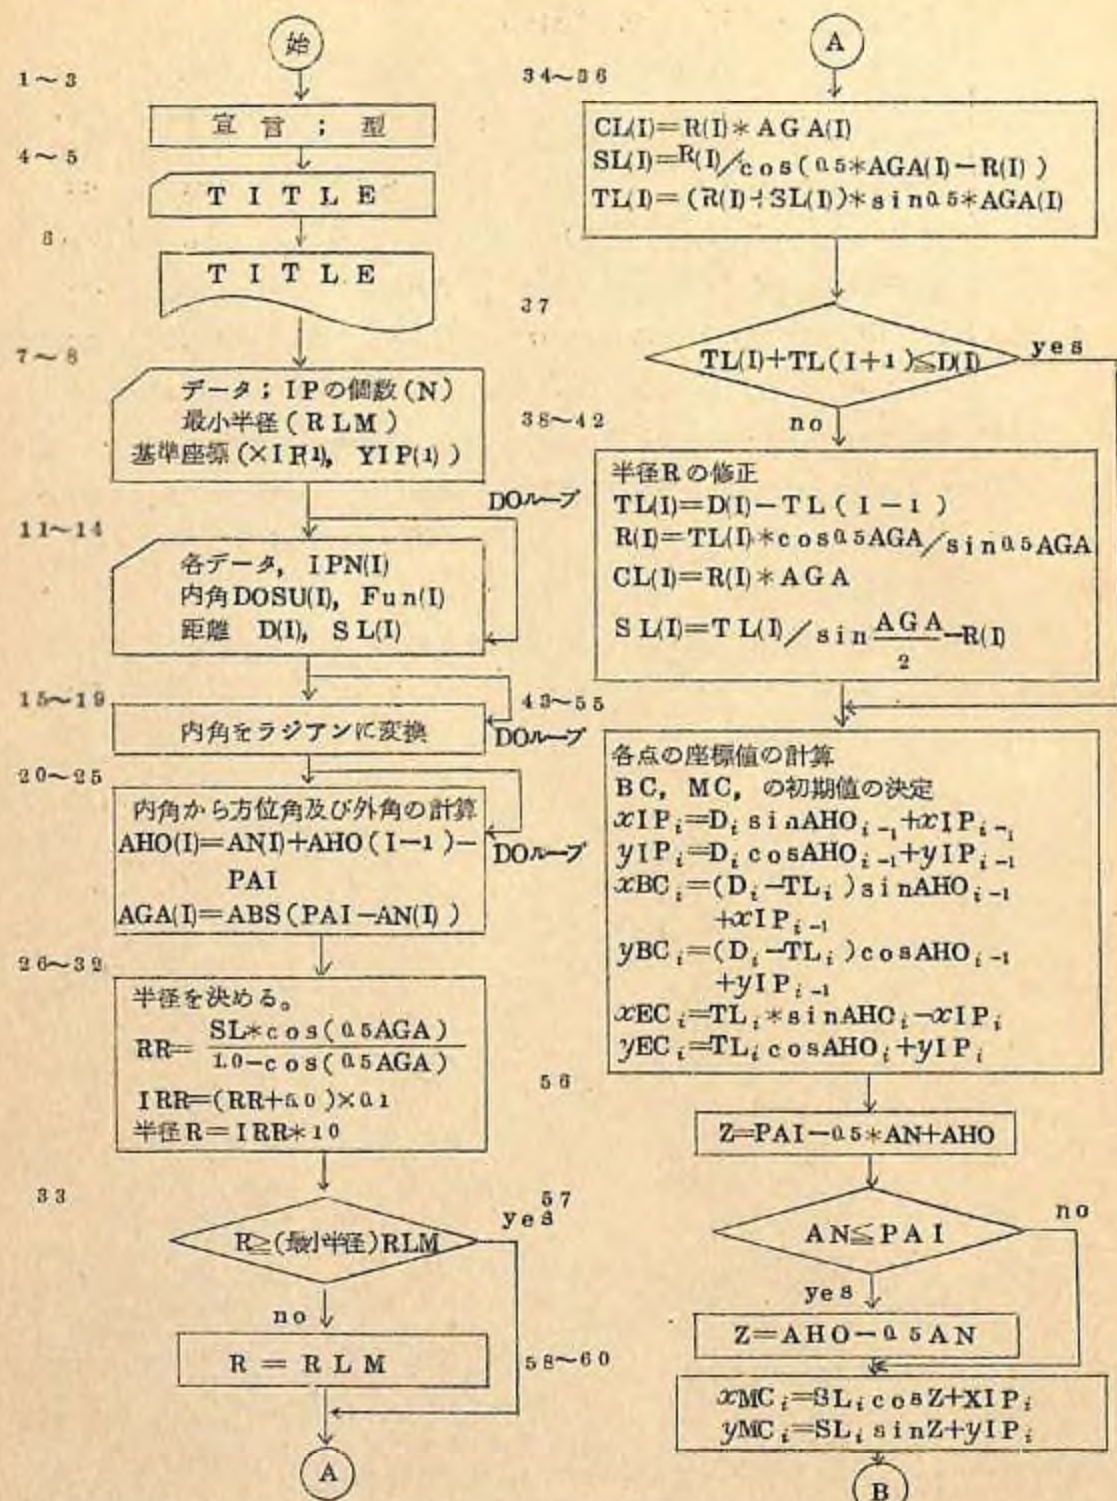 始
1～3
宣言；型
4～5
TITLE
6
TITLE
7～8
データ；IPの個数(N)
最小半径(RLM)
基準座標(XIP(1), YIP(1))
DOループ
11～14
各データ, IPN(I)
内角DOSU(I), Fun(I)
距離 D(I), SL(I)
15～19
内角をラジアンに変換
DOループ
20～25
内角から方位角及び外角の計算
AHO(I)=AN(I)+AHO(I-1)-
PAI
AGA(I)=ABS(PAI-AN(I))
DOループ
26～32
半径を決める。
RR=SL*cos(0.5AGA)
1.0-cos(0.5AGA)
IRR=(RR+5.0)×0.1
半径R=IRR*10
33
R≧(最小半径)RLM
yes
no
R=RLM
A
A
34～36
CL(I)=R(I)*AGA(I)
SL(I)=R(I)/cos(0.5*AGA(I)-R(I))
TL(I)=(R(I)+SL(I))*sin0.5*AGA(I)
37
TL(I)+TL(I+1)≦D(I)
yes
no
38～42
半径Rの修正
TL(I)=D(I)-TL(I-1)
R(I)=TL(I)*cos0.5AGA/sin0.5AGA
CL(I)=R(I)*AGA
SL(I)=TL(I)/sin AGA/2-R(I)
43～55
各点の座標値の計算
BC, MC, の初期値の決定
xIPi=Di sinAHOi-1+xIPi-1
yIPi=Di cosAHOi-1+yIPi-1
xBCi=(Di-TLi)sinAHOi-1
+xIPi-1
yBCi=(Di-TLi)cosAHOi-1
+yIPi-1
xECi=TLi*sinAHOi-xIPi
yECi=TLi cosAHOi+yIPi
56
Z=PAI-0.5*AN+AHO
57
AN≦PAI
no
yes
Z=AHO-0.5AN
58～60
xMCi=SLi cosZ+XIPi
yMCi=SLi sinZ+yIPi
B